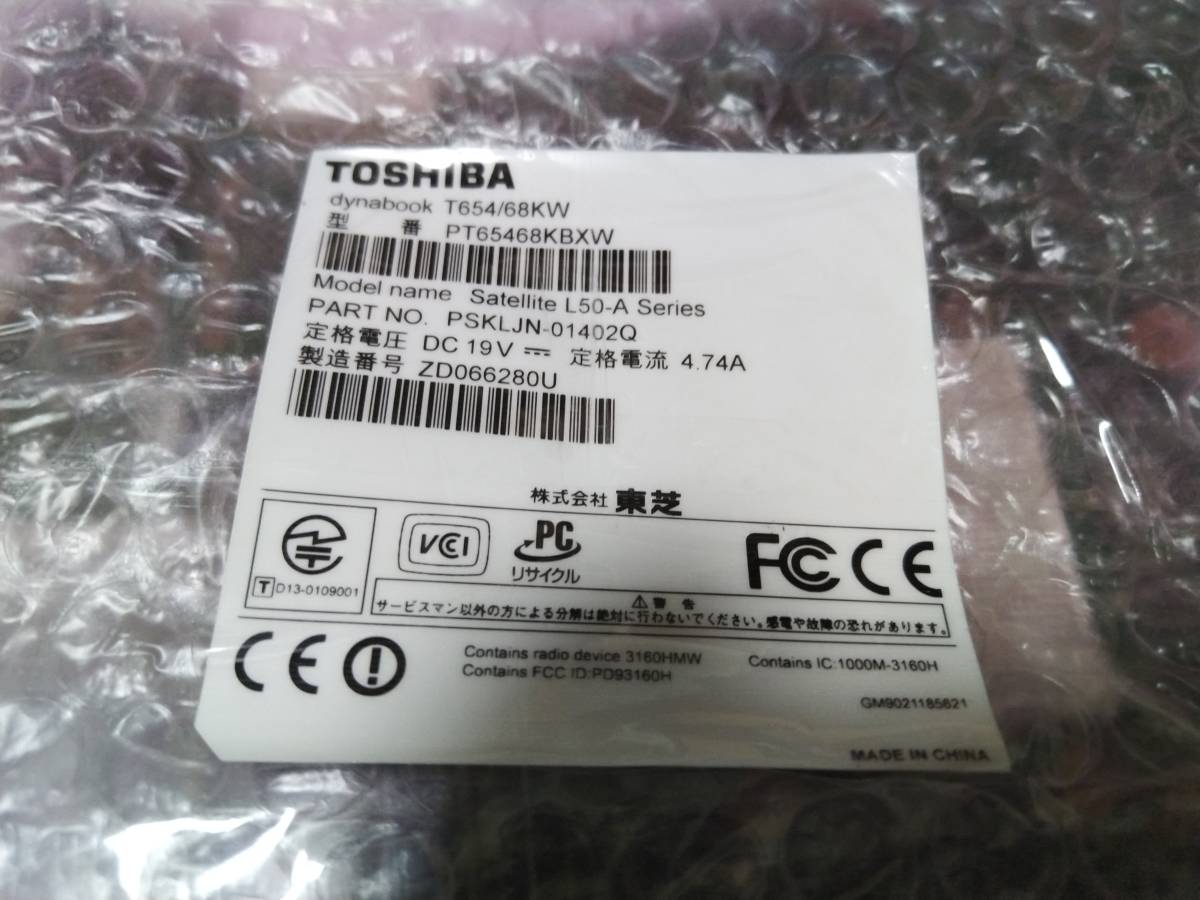 TOSHIBA
dynabook T654/68KW
型 番 PT65468KBXW
Model name Satellite L50-A Series
PART NO. PSKLJN-01402Q
定格電圧 DC 19V 定格電流 4.74A
製造番号 ZD066280U
株式会社 東芝
VCCI
PC
リサイクル
FC CE
T D13-0109001
⚠警告
サービスマン以外の方による分解は絶対に行わないでください。感電や故障の恐れがあります。
CE
Contains radio device 3160HMW
Contains FCC ID:PD93160H
Contains IC:1000M-3160H
GM9021185621
MADE IN CHINA